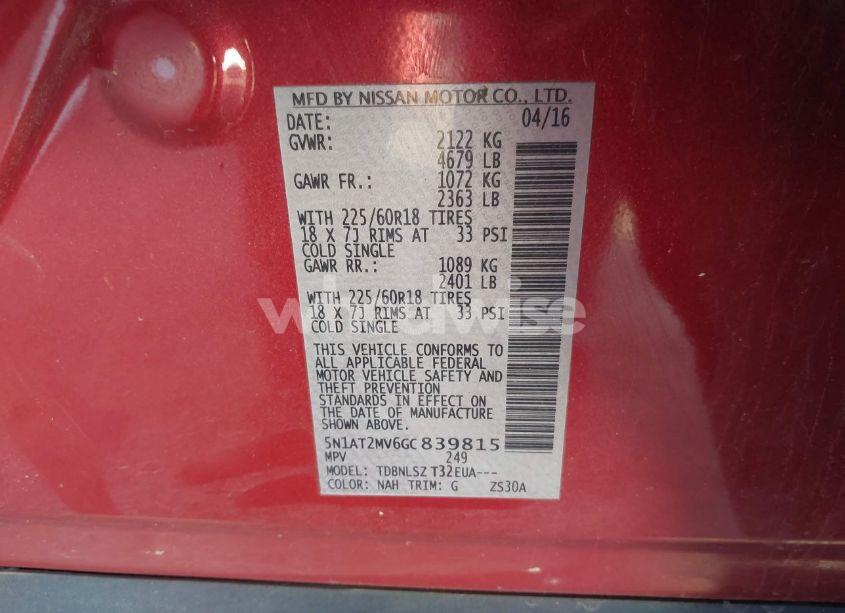 MFD BY NISSAN MOTOR CO., LTD.
DATE: 04/16
GVWR: 2122 KG
4679 LB
GAWR FR.: 1072 KG
2363 LB
WITH 225/60R18 TIRES
18 X 7J RIMS AT 33 PSI
COLD SINGLE
GAWR RR.: 1089 KG
2401 LB
WITH 225/60R18 TIRES
18 X 7J RIMS AT 33 PSI
COLD SINGLE
THIS VEHICLE CONFORMS TO
ALL APPLICABLE FEDERAL
MOTOR VEHICLE SAFETY AND
THEFT PREVENTION
STANDARDS IN EFFECT ON
THE DATE OF MANUFACTURE
SHOWN ABOVE.
5N1AT2MV6GC839815
MPV 249
MODEL: TDBNLSZ T32EUA---
COLOR: NAH TRIM: G ZS30A